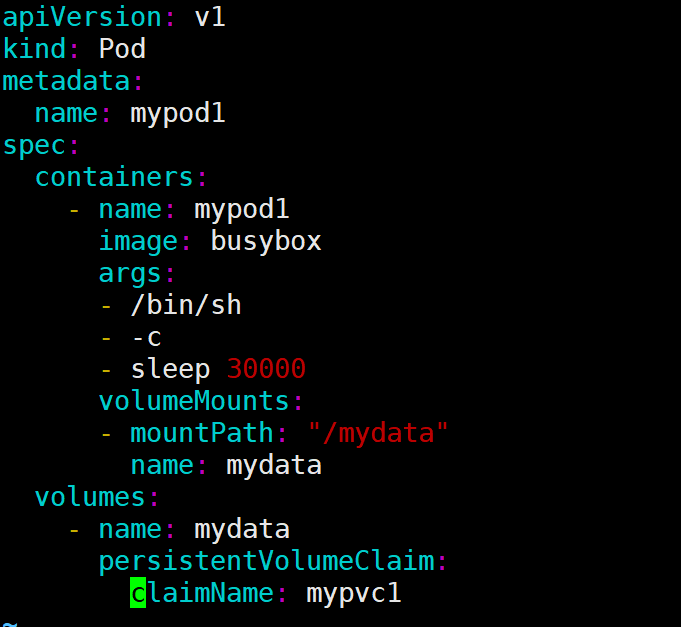 apiVersion: v1
kind: Pod
metadata:
  name: mypod1
spec:
  containers:
    - name: mypod1
      image: busybox
      args:
      - /bin/sh
      - -c
      - sleep 30000
      volumeMounts:
      - mountPath: "/mydata"
        name: mydata
  volumes:
    - name: mydata
      persistentVolumeClaim:
        claimName: mypvc1
~